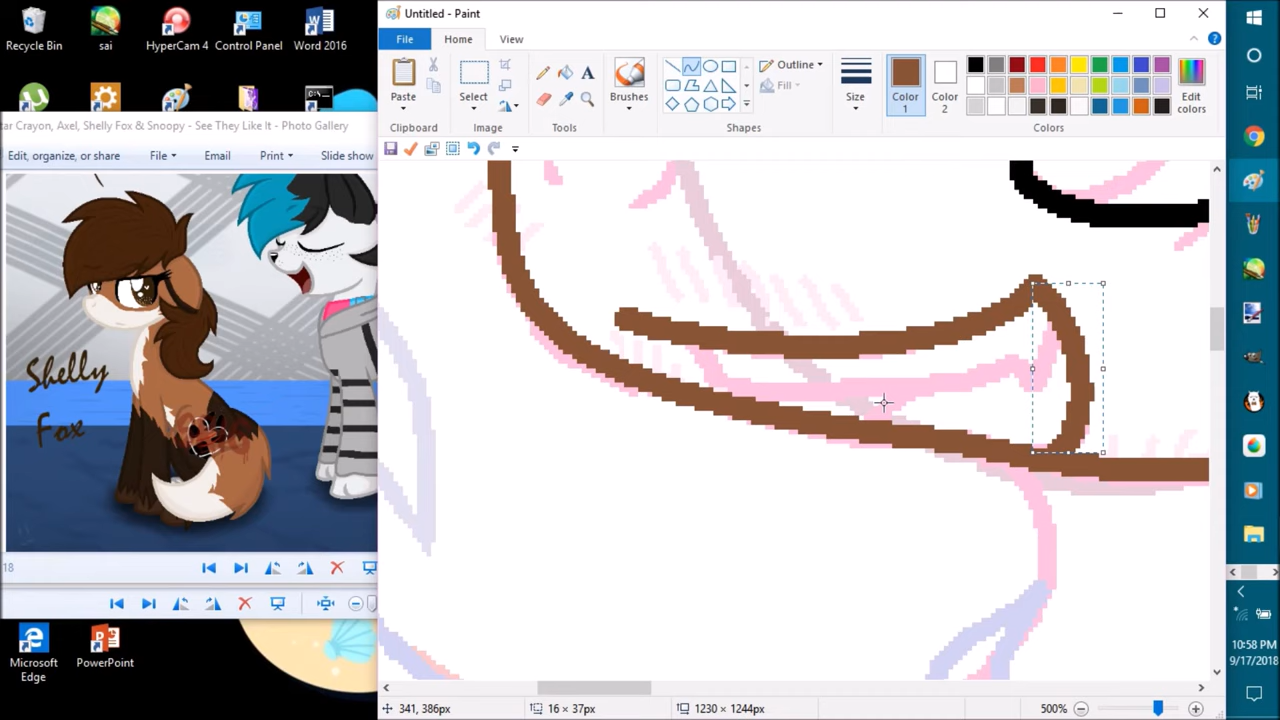 Recycle Bin
sai
HyperCam 4
Control Panel
Word 2016
tar Crayon, Axel, Shelly Fox & Snoopy - See They Like It - Photo Gallery
Edit, organize, or share
File
Email
Print
Slide show
Shelly
Fox
18
Microsoft
Edge
PowerPoint
Untitled - Paint
File
Home
View
Paste
Clipboard
Select
Image
A
Tools
Brushes
Shapes
Outline
Fill
Size
Color
1
Color
2
Edit
colors
Colors
341, 386px
16 × 37px
1230 × 1244px
500%
10:58 PM
9/17/2018